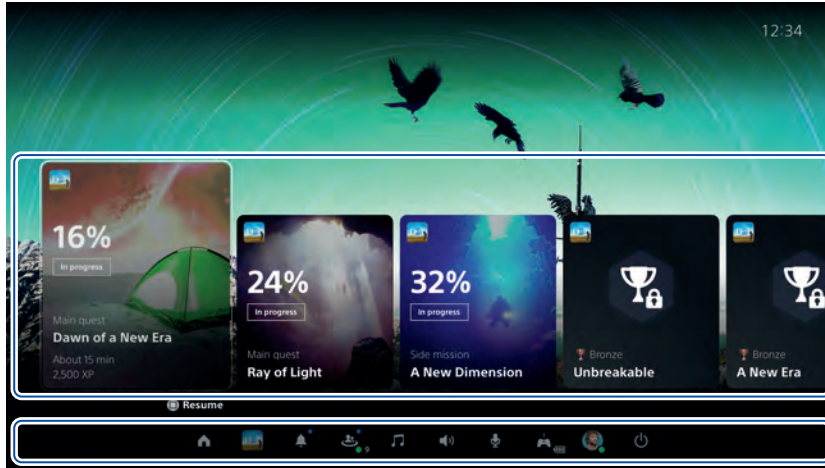 12:34
16%
In progress
Main quest
Dawn of a New Era
About 15 min
2,500 XP
24%
In progress
Main quest
Ray of Light
32%
In progress
Side mission
A New Dimension
Bronze
Unbreakable
Bronze
A New Era
Resume
9